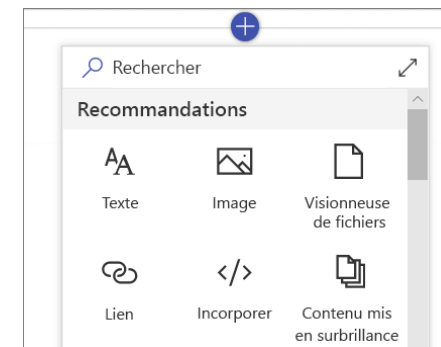 Rechercher
Recommandations
Texte
Image
Visionneuse
de fichiers
Lien
Incorporer
Contenu mis
en surbrillance